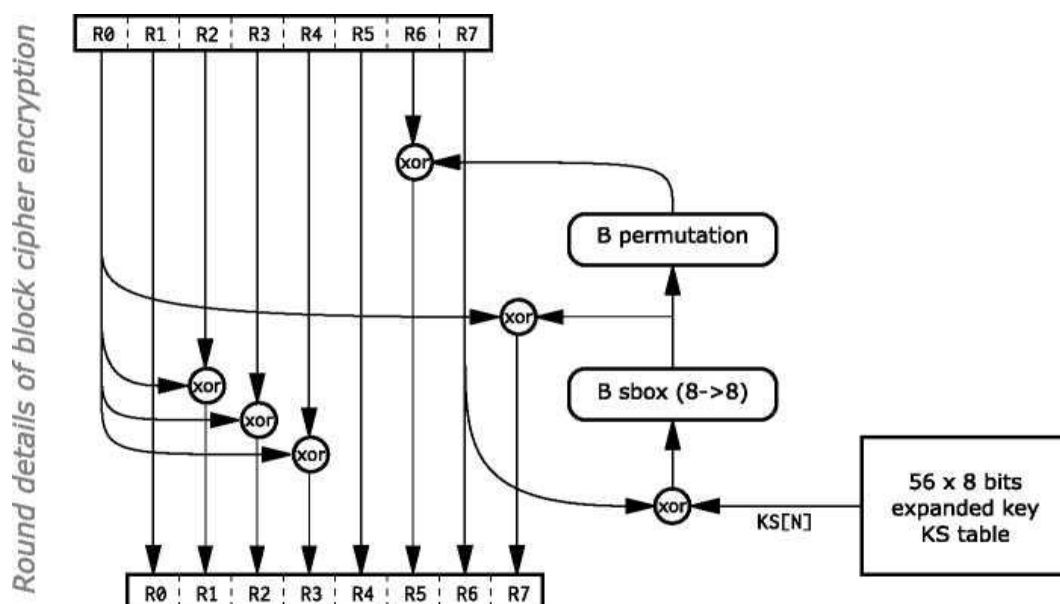 Round details of block cipher encryption
R0 R1 R2 R3 R4 R5 R6 R7
xor
B permutation
xor
xor
B sbox (8->8)
xor
xor
56 x 8 bits
expanded key
KS table
xor
KS[N]
R0 R1 R2 R3 R4 R5 R6 R7